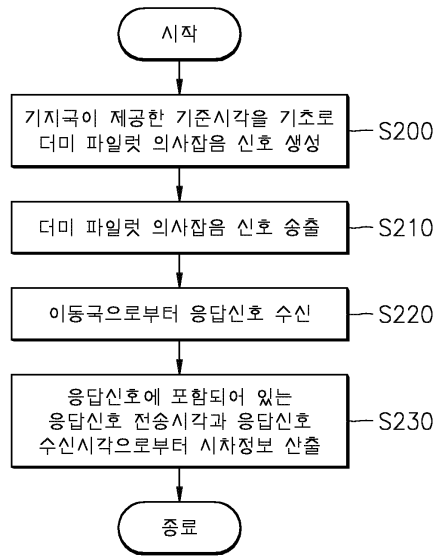 시작
기지국이 제공한 기준시각을 기초로
더미 파일럿 의사잡음 신호 생성
S200
더미 파일럿 의사잡음 신호 송출
S210
이동국으로부터 응답신호 수신
S220
응답신호에 포함되어 있는
응답신호 전송시각과 응답신호
수신시각으로부터 시차정보 산출
S230
종료